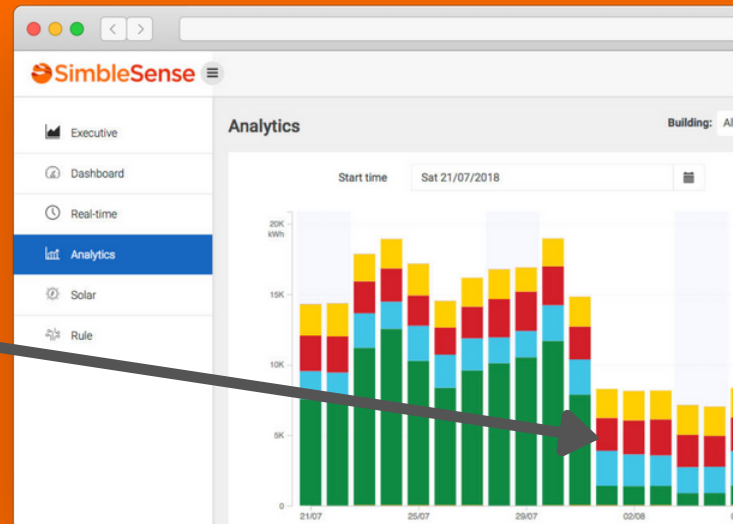 SimbleSense
Executive
Dashboard
Real-time
Analytics
Solar
Rule
Analytics
Building:
Start time
Sat 21/07/2018
20K
kWh
15K
10K
5K
0
21/07
25/07
29/07
02/08